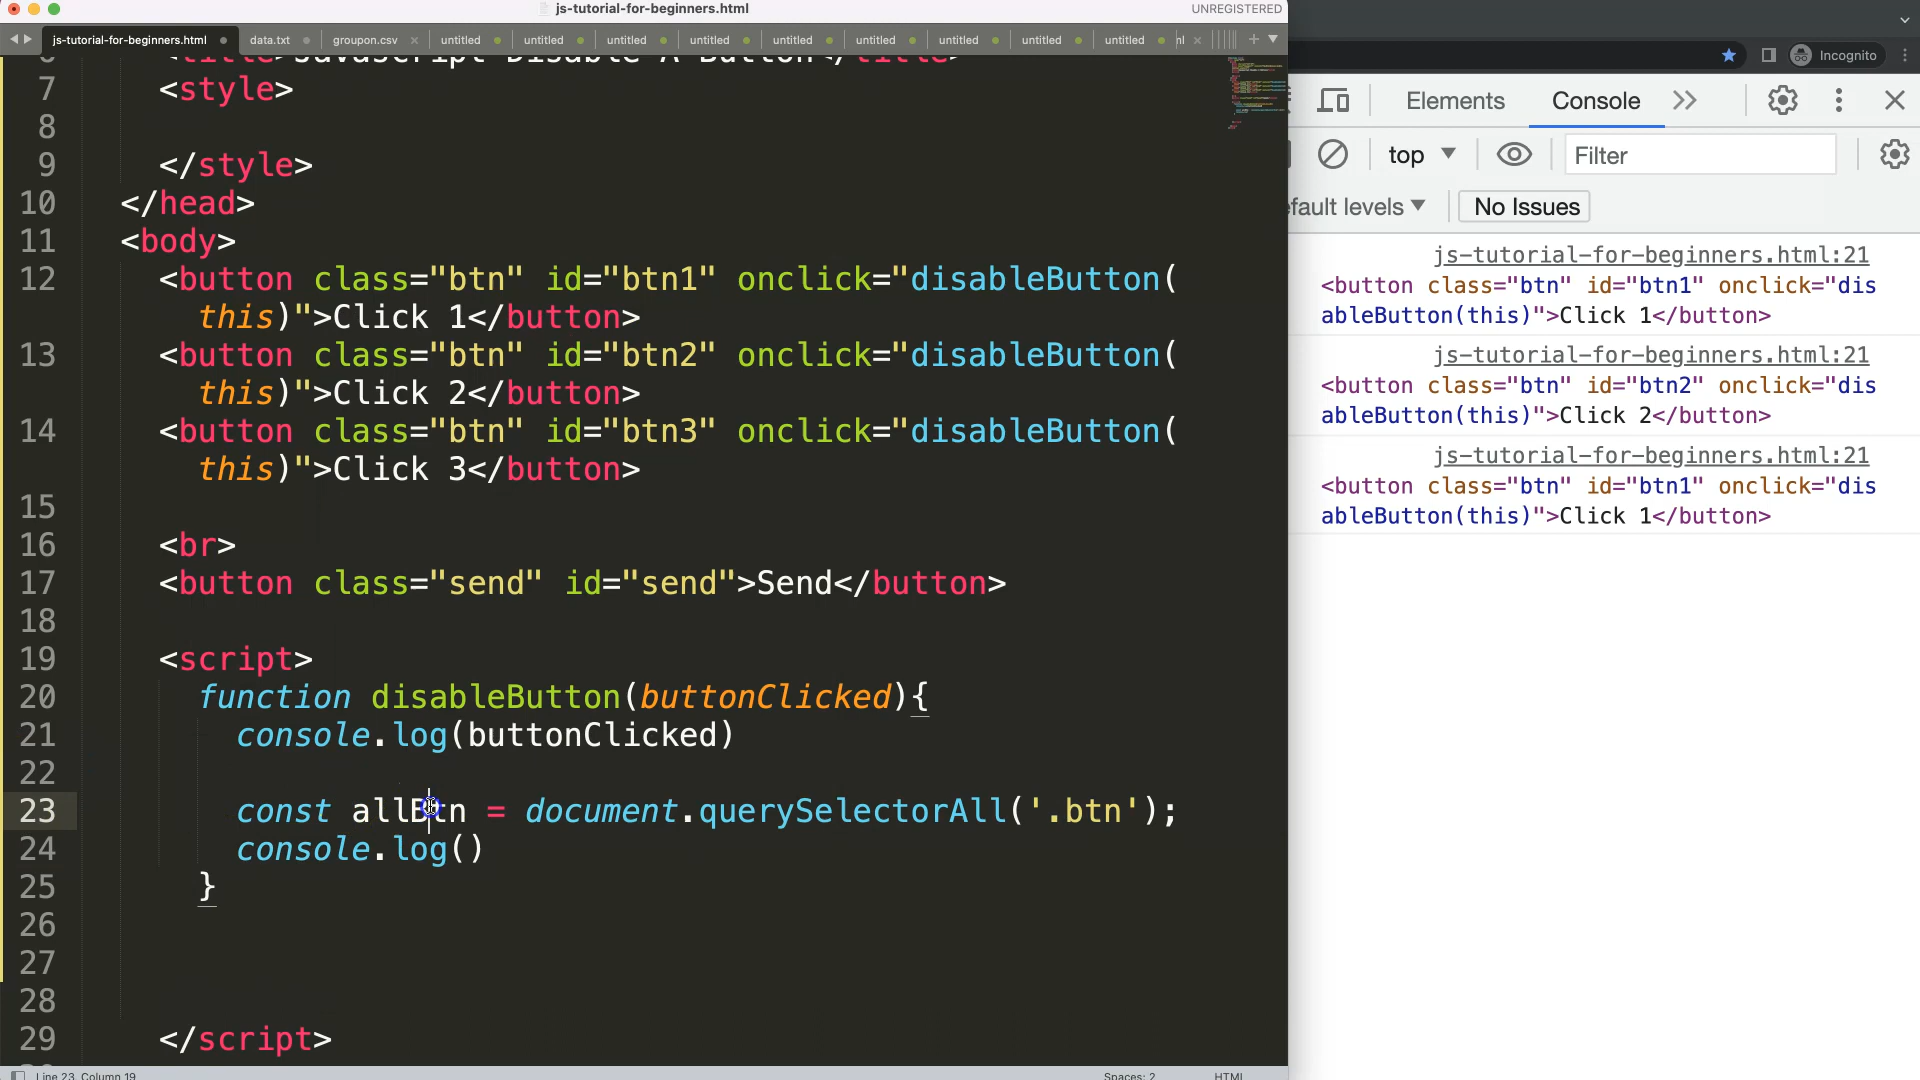 js-tutorial-for-beginners.html
UNREGISTERED
js-tutorial-for-beginners.html data.txt groupon.csv untitled untitled untitled untitled untitled untitled untitled untitled untitled
6 <title>Javascript Disable A Button</title>
7 <style>
8
9 </style>
10 </head>
11 <body>
12 <button class="btn" id="btn1" onclick="disableButton(
this)">Click 1</button>
13 <button class="btn" id="btn2" onclick="disableButton(
this)">Click 2</button>
14 <button class="btn" id="btn3" onclick="disableButton(
this)">Click 3</button>
15
16 <br>
17 <button class="send" id="send">Send</button>
18
19 <script>
20 function disableButton(buttonClicked){
21 console.log(buttonClicked)
22
23 const allBtn = document.querySelectorAll('.btn');
24 console.log()
25 }
26
27
28
29 </script>
Line 23, Column 19
Spaces: 2
HTML
Incognito
Elements Console
top Filter
efault levels No Issues
js-tutorial-for-beginners.html:21
<button class="btn" id="btn1" onclick="dis
ableButton(this)">Click 1</button>
js-tutorial-for-beginners.html:21
<button class="btn" id="btn2" onclick="dis
ableButton(this)">Click 2</button>
js-tutorial-for-beginners.html:21
<button class="btn" id="btn1" onclick="dis
ableButton(this)">Click 1</button>